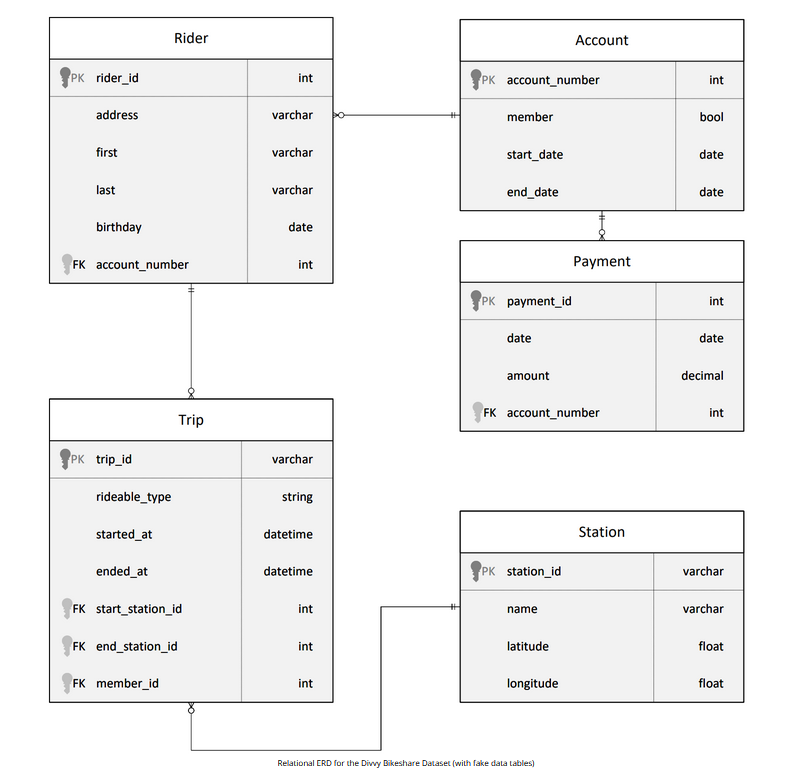 Rider
PK rider_id int
address varchar
first varchar
last varchar
birthday date
FK account_number int
Account
PK account_number int
member bool
start_date date
end_date date
Payment
PK payment_id int
date date
amount decimal
FK account_number int
Trip
PK trip_id varchar
rideable_type string
started_at datetime
ended_at datetime
FK start_station_id int
FK end_station_id int
FK member_id int
Station
PK station_id varchar
name varchar
latitude float
longitude float
Relational ERD for the Divvy Bikeshare Dataset (with fake data tables)